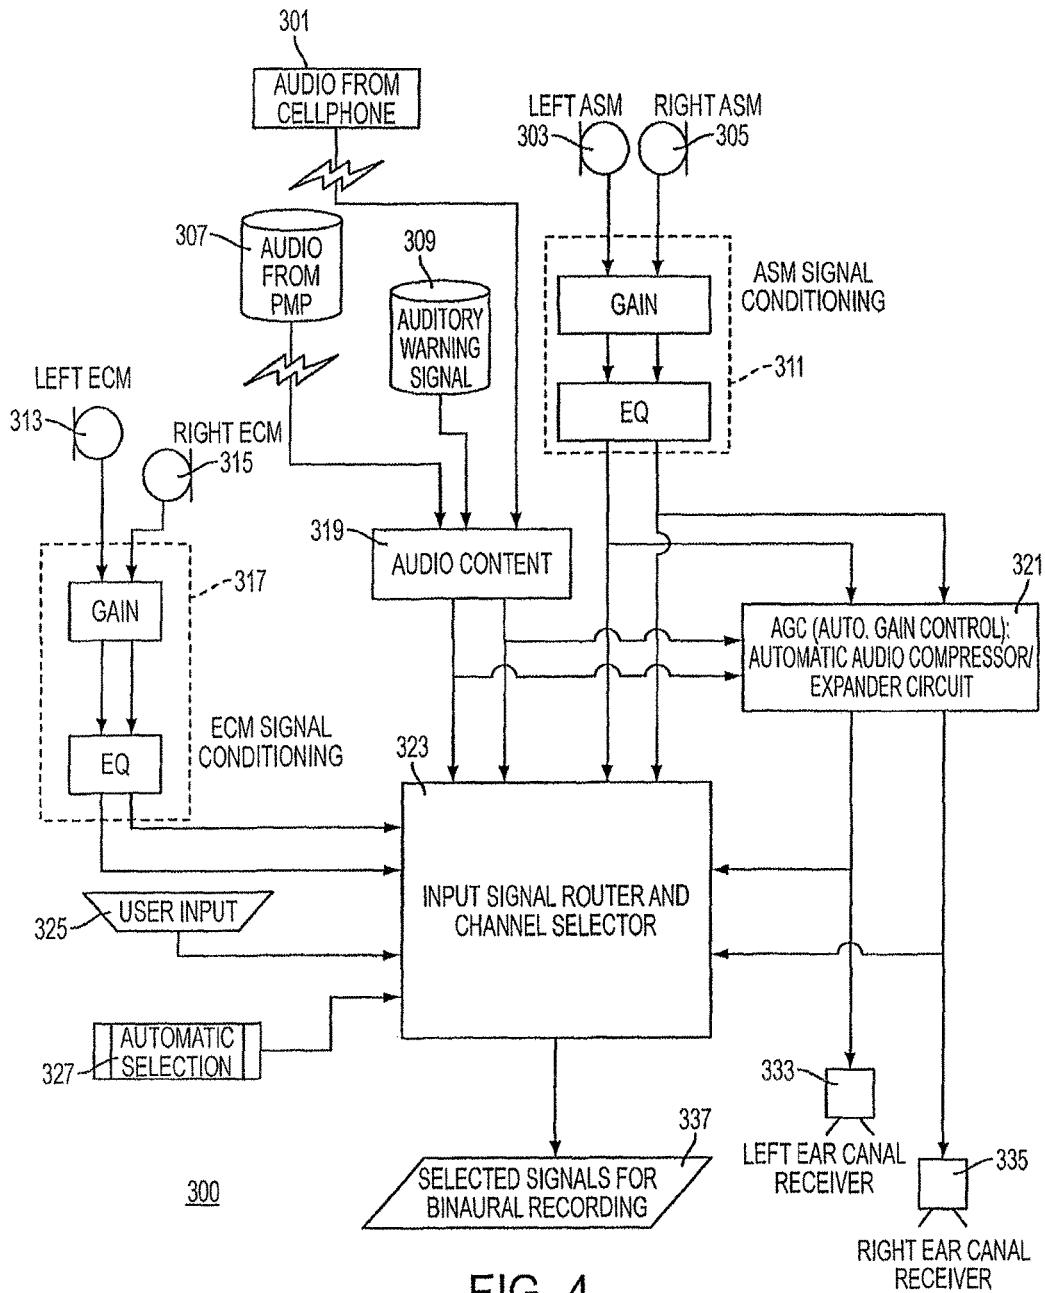 301
AUDIO FROM
CELLPHONE
LEFT ASM
303
RIGHT ASM
305
307
AUDIO
FROM
PMP
309
AUDITORY
WARNING
SIGNAL
GAIN
EQ
ASM SIGNAL
CONDITIONING
311
LEFT ECM
313
RIGHT ECM
315
319
AUDIO CONTENT
317
GAIN
EQ
ECM SIGNAL
CONDITIONING
321
AGC (AUTO. GAIN CONTROL):
AUTOMATIC AUDIO COMPRESSOR/
EXPANDER CIRCUIT
323
INPUT SIGNAL ROUTER AND
CHANNEL SELECTOR
325
USER INPUT
327
AUTOMATIC
SELECTION
333
LEFT EAR CANAL
RECEIVER
335
RIGHT EAR CANAL
RECEIVER
337
SELECTED SIGNALS FOR
BINAURAL RECORDING
300
FIG. 4